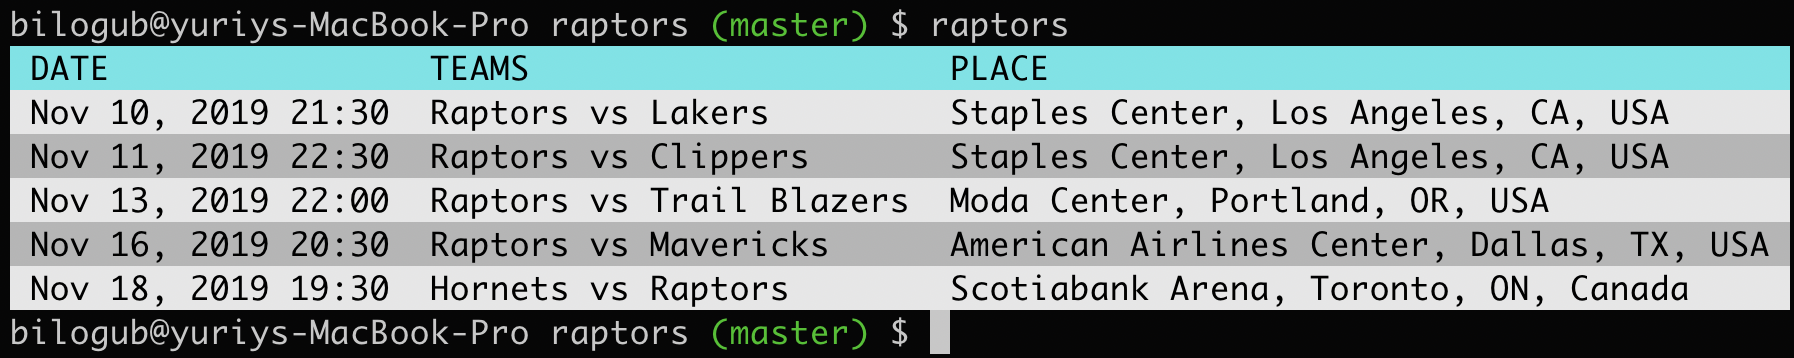 bilogub@yuriys-MacBook-Pro raptors (master) $ raptors
DATE TEAMS PLACE
Nov 10, 2019 21:30 Raptors vs Lakers Staples Center, Los Angeles, CA, USA
Nov 11, 2019 22:30 Raptors vs Clippers Staples Center, Los Angeles, CA, USA
Nov 13, 2019 22:00 Raptors vs Trail Blazers Moda Center, Portland, OR, USA
Nov 16, 2019 20:30 Raptors vs Mavericks American Airlines Center, Dallas, TX, USA
Nov 18, 2019 19:30 Hornets vs Raptors Scotiabank Arena, Toronto, ON, Canada
bilogub@yuriys-MacBook-Pro raptors (master) $